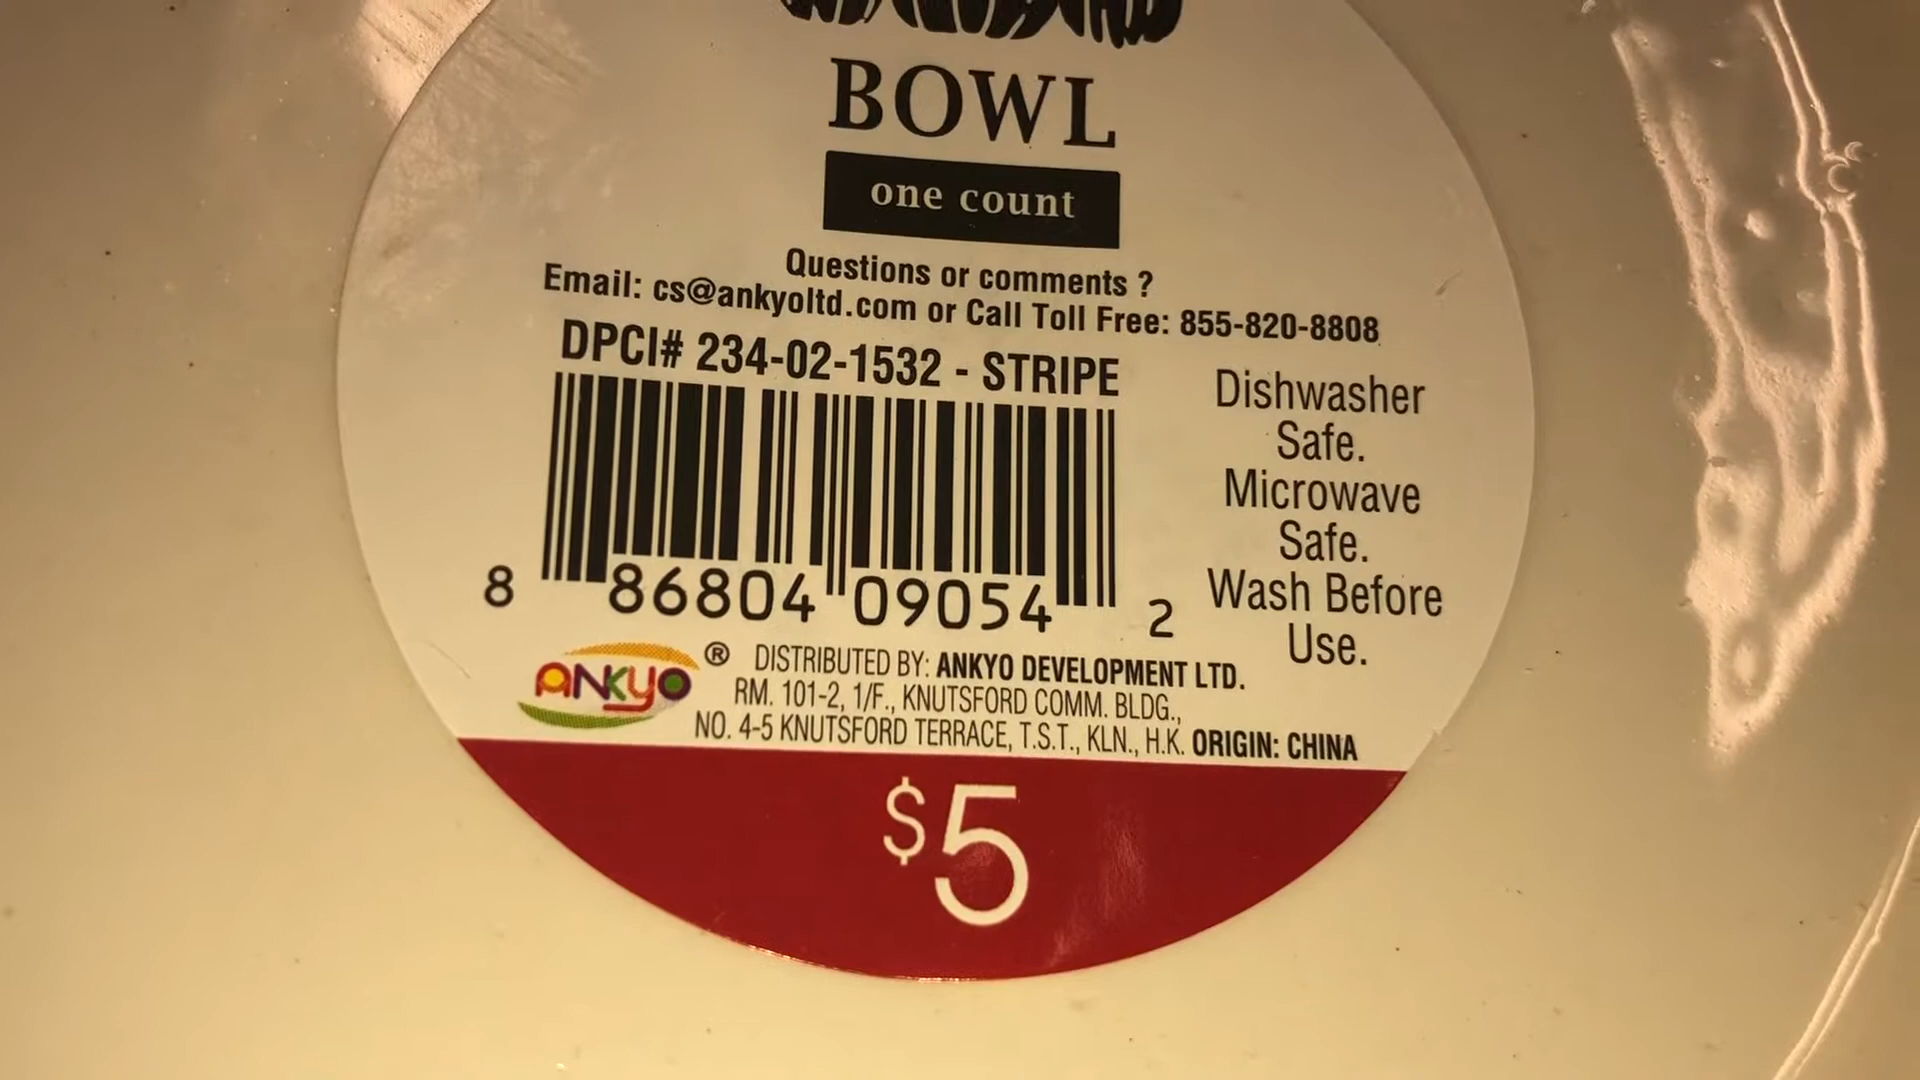 BOWL
one count
Questions or comments ?
Email: cs@ankyoltd.com or Call Toll Free: 855-820-8808
DPCI# 234-02-1532 - STRIPE
Dishwasher
Safe.
Microwave
Safe.
Wash Before
Use.
8 86804 09054 2
ANKYO ® DISTRIBUTED BY: ANKYO DEVELOPMENT LTD.
RM. 101-2, 1/F., KNUTSFORD COMM. BLDG.,
NO. 4-5 KNUTSFORD TERRACE, T.S.T., KLN., H.K. ORIGIN: CHINA
$5